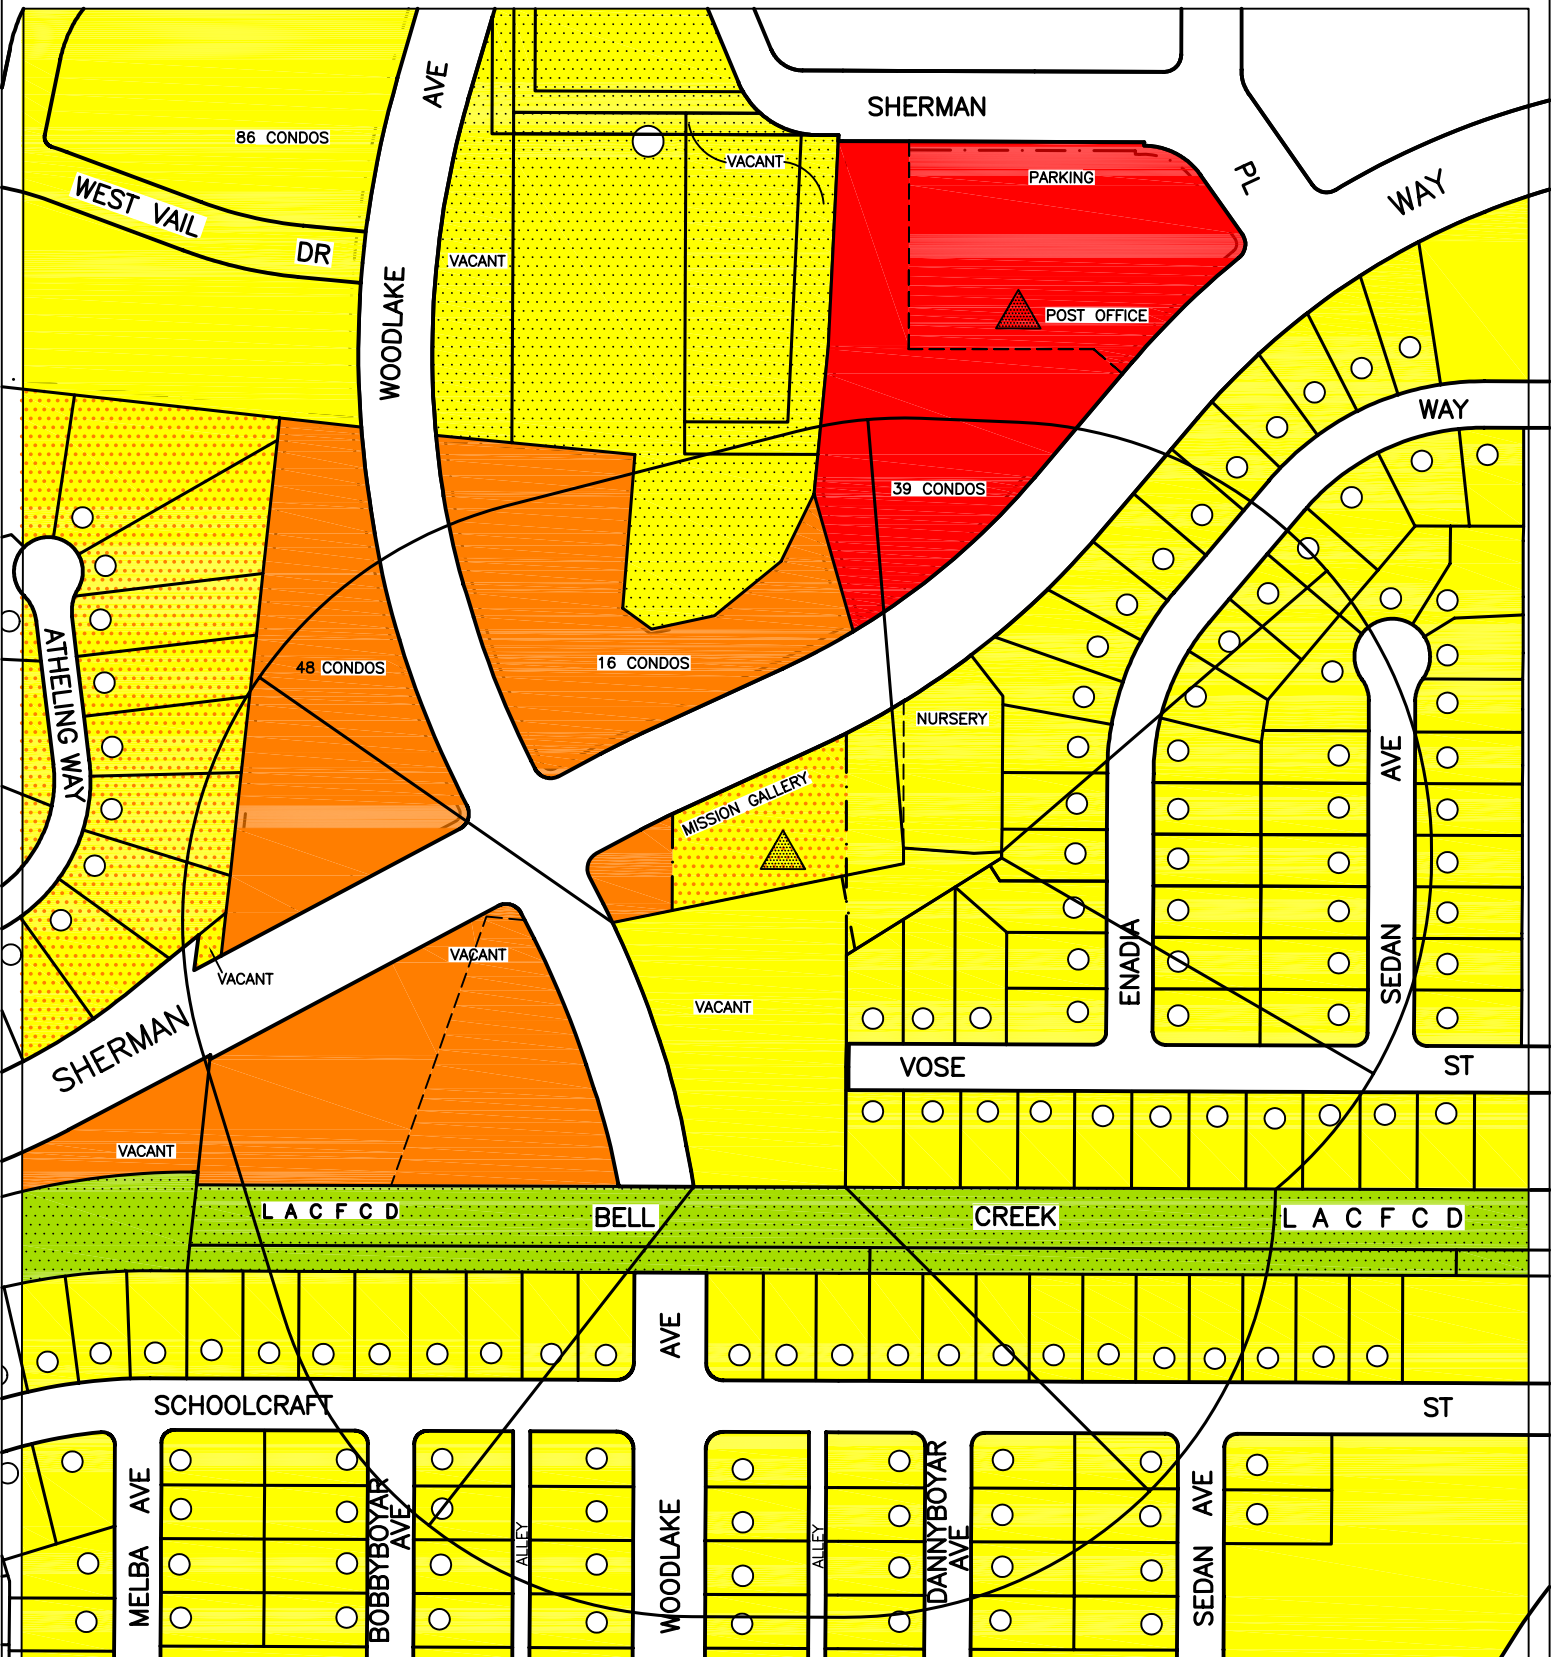 AVE
SHERMAN
86 CONDOS
VACANT
PARKING
PL
WAY
WEST VAIL
DR
VACANT
WOODLAKE
POST OFFICE
WAY
39 CONDOS
ATHELING WAY
48 CONDOS
16 CONDOS
NURSERY
AVE
MISSION GALLERY
VACANT
VACANT
ENADIA
SEDAN
VACANT
SHERMAN
VOSE
ST
VACANT
L A C F C D
BELL
CREEK
L A C F C D
AVE
SCHOOLCRAFT
ST
MELBA AVE
BOBBYBOYAR
AVE
ALLEY
WOODLAKE
ALLEY
DANNYBOYAR
AVE
SEDAN AVE